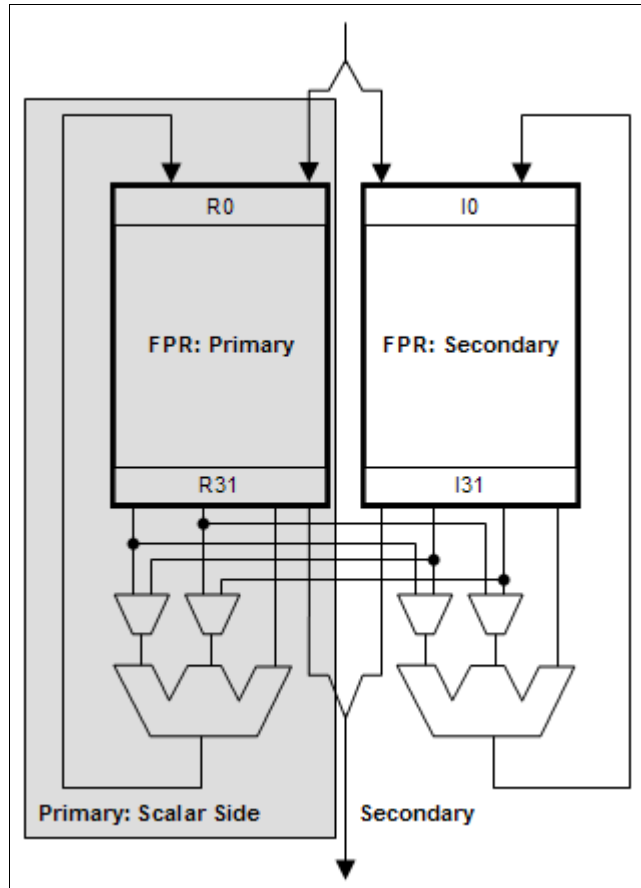 R0
I0
FPR: Primary
FPR: Secondary
R31
I31
Primary: Scalar Side
Secondary